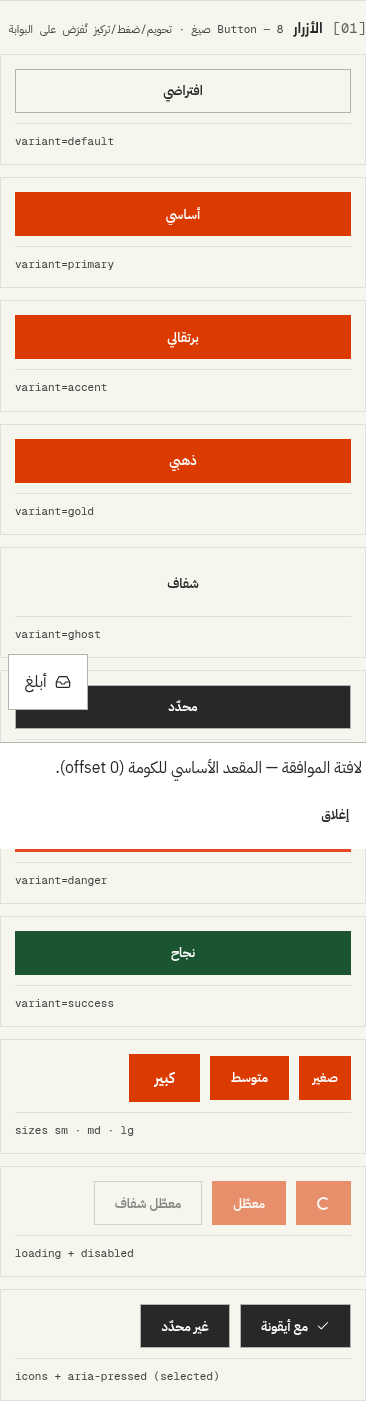 [01] الأزرار Button — 8 صيغ · تحويم/ضغط/تركيز تُفرَض على البوابة
افتراضي
variant=default
أساسي
variant=primary
برتقالي
variant=accent
ذهبي
variant=gold
شفاف
variant=ghost
أبلغ
محدّد
لافتة الموافقة — المقعد الأساسي للكومة (offset 0).
إغلاق
variant=danger
نجاح
variant=success
صغير متوسط كبير
sizes sm · md · lg
معطّل معطّل شفاف
loading + disabled
مع أيقونة غير محدّد
icons + aria-pressed (selected)